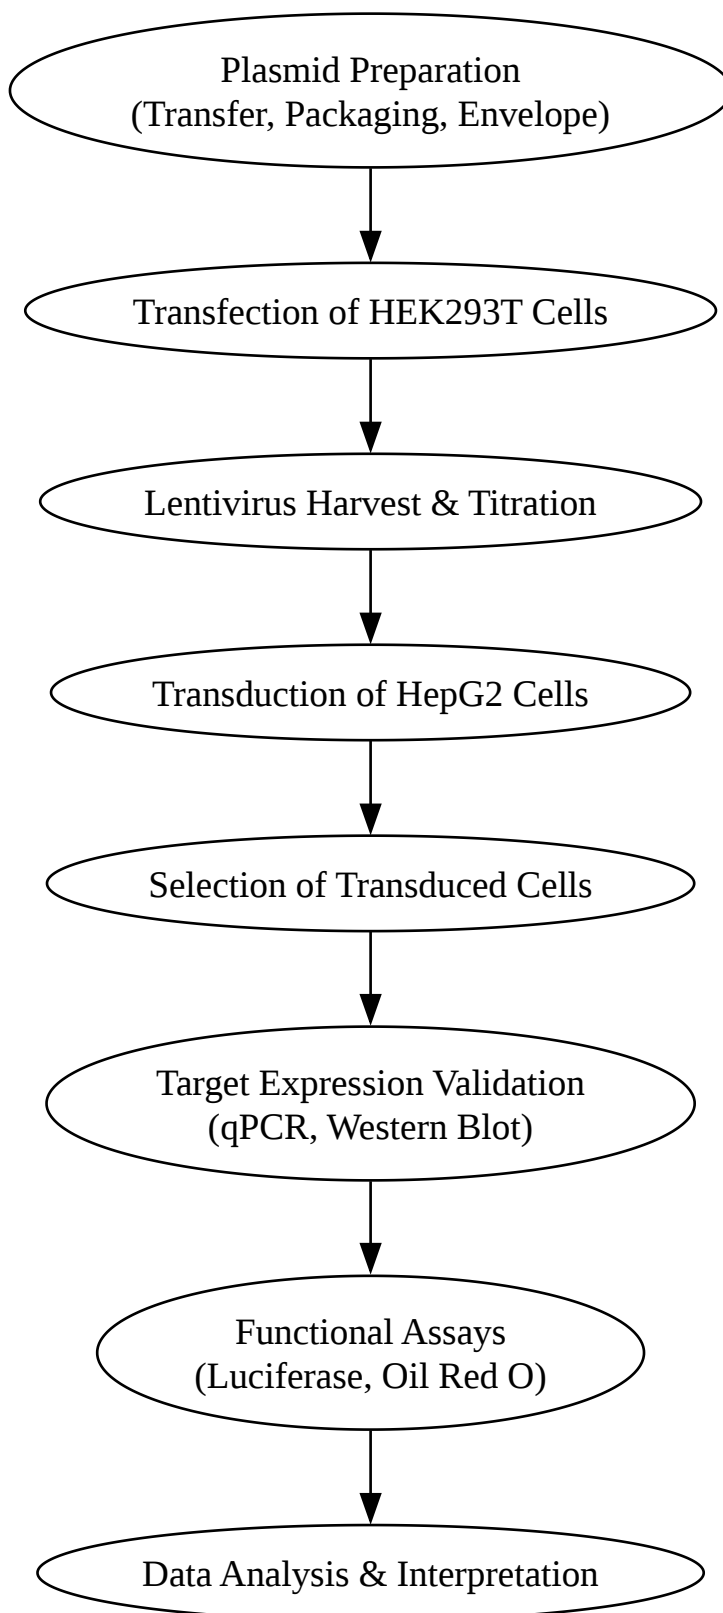 Plasmid Preparation
(Transfer, Packaging, Envelope)
Transfection of HEK293T Cells
Lentivirus Harvest & Titration
Transduction of HepG2 Cells
Selection of Transduced Cells
Target Expression Validation
(qPCR, Western Blot)
Functional Assays
(Luciferase, Oil Red O)
Data Analysis & Interpretation